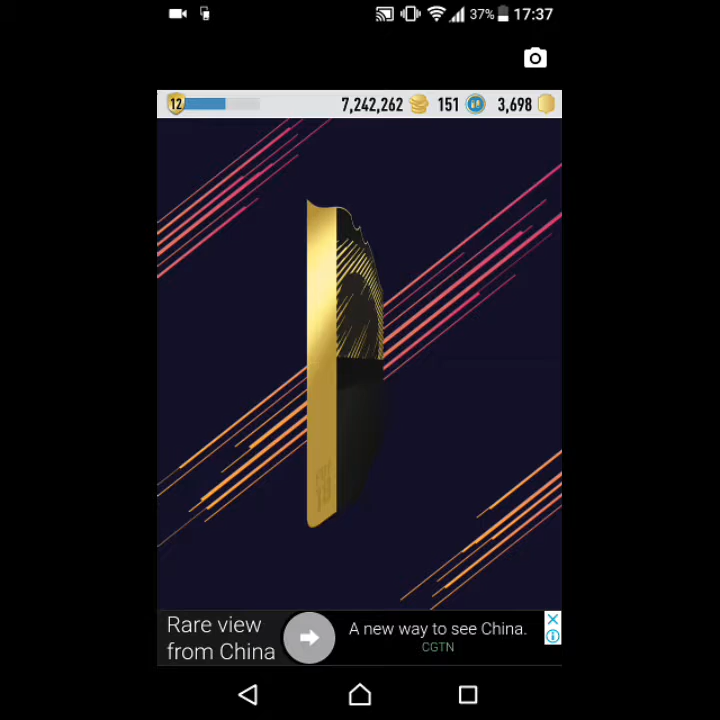 37% 17:37
12 7,242,262 151 3,698
Rare view
from China
A new way to see China.
CGTN